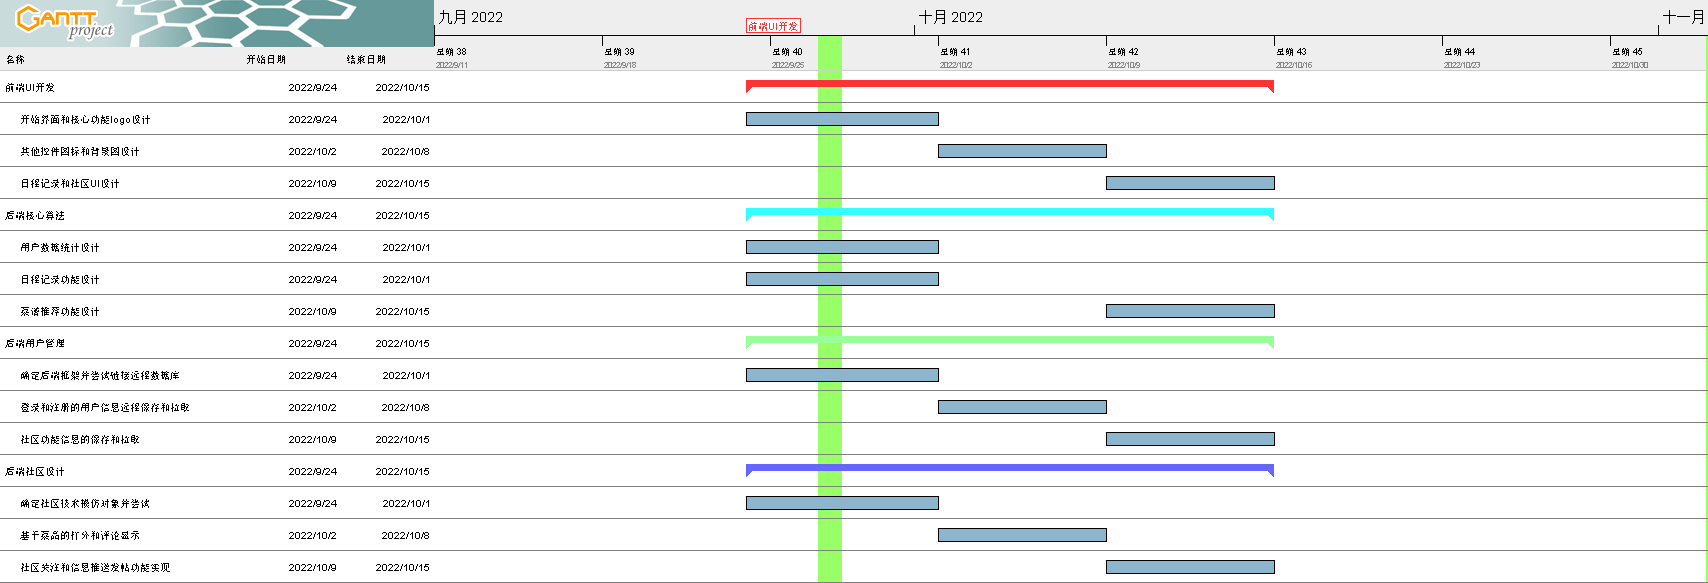 GANTT
project
九月 2022
十月 2022
十一月
前端UI开发
星期 38
星期 39
星期 40
星期 41
星期 42
星期 43
星期 44
星期 45
名称 开始日期 结束日期
2022/9/11
2022/9/18
2022/9/25
2022/10/2
2022/10/9
2022/10/16
2022/10/23
2022/10/30
前端UI开发 2022/9/24 2022/10/15
开始界面和核心功能logo设计 2022/9/24 2022/10/1
其他控件图标和背景图设计 2022/10/2 2022/10/8
日程记录和社区UI设计 2022/10/9 2022/10/15
后端核心算法 2022/9/24 2022/10/15
用户数据统计设计 2022/9/24 2022/10/1
日程记录功能设计 2022/9/24 2022/10/1
菜谱推荐功能设计 2022/10/9 2022/10/15
后端用户管理 2022/9/24 2022/10/15
确定后端框架并尝试链接远程数据库 2022/9/24 2022/10/1
登录和注册的用户信息远程保存和拉取 2022/10/2 2022/10/8
社区功能信息的保存和拉取 2022/10/9 2022/10/15
后端社区设计 2022/9/24 2022/10/15
确定社区技术模仿对象并尝试 2022/9/24 2022/10/1
基于菜品的打分和评论显示 2022/10/2 2022/10/8
社区关注和信息推送发帖功能实现 2022/10/9 2022/10/15